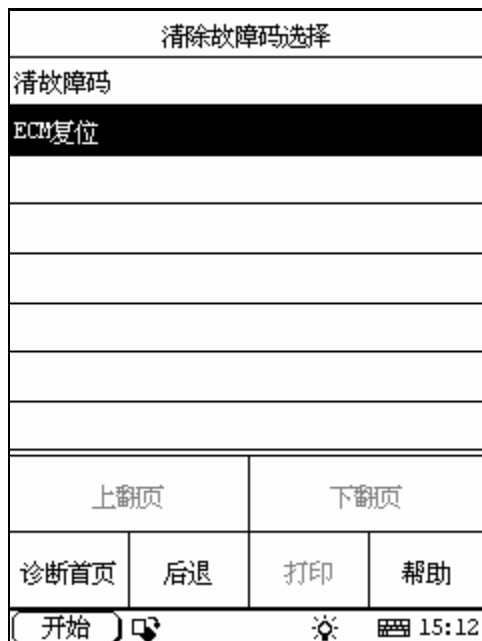 清除故障码选择
清故障码
ECM复位
上翻页 下翻页
诊断首页 后退 打印 帮助
开始 15:12